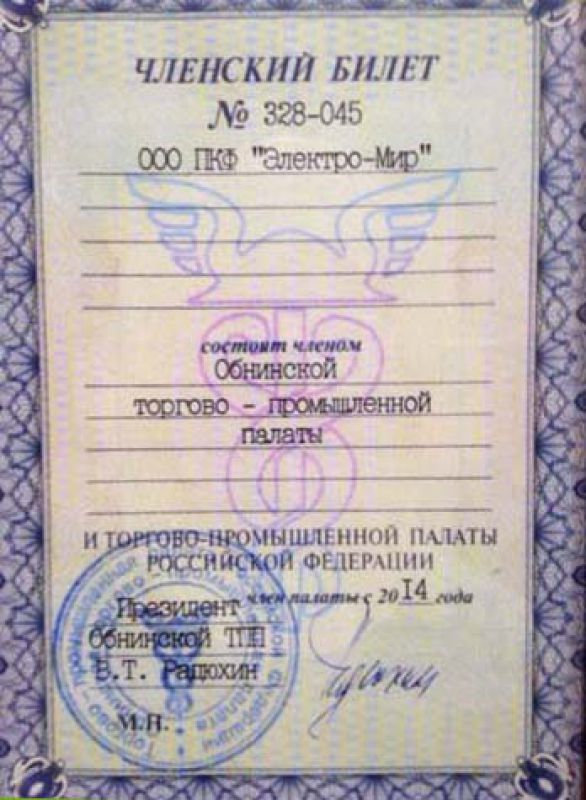 ЧЛЕНСКИЙ БИЛЕТ
№ 328-045
ООО ПКФ "Электро-Мир"
состоит членом
Обнинской
торгово - промышленной
палаты
И ТОРГОВО-ПРОМЫШЛЕННОЙ ПАЛАТЫ
РОССИЙСКОЙ ФЕДЕРАЦИИ
член палаты с 2014 года
Президент
Обнинской ТПП
В.Т. Радюхин
М.П.